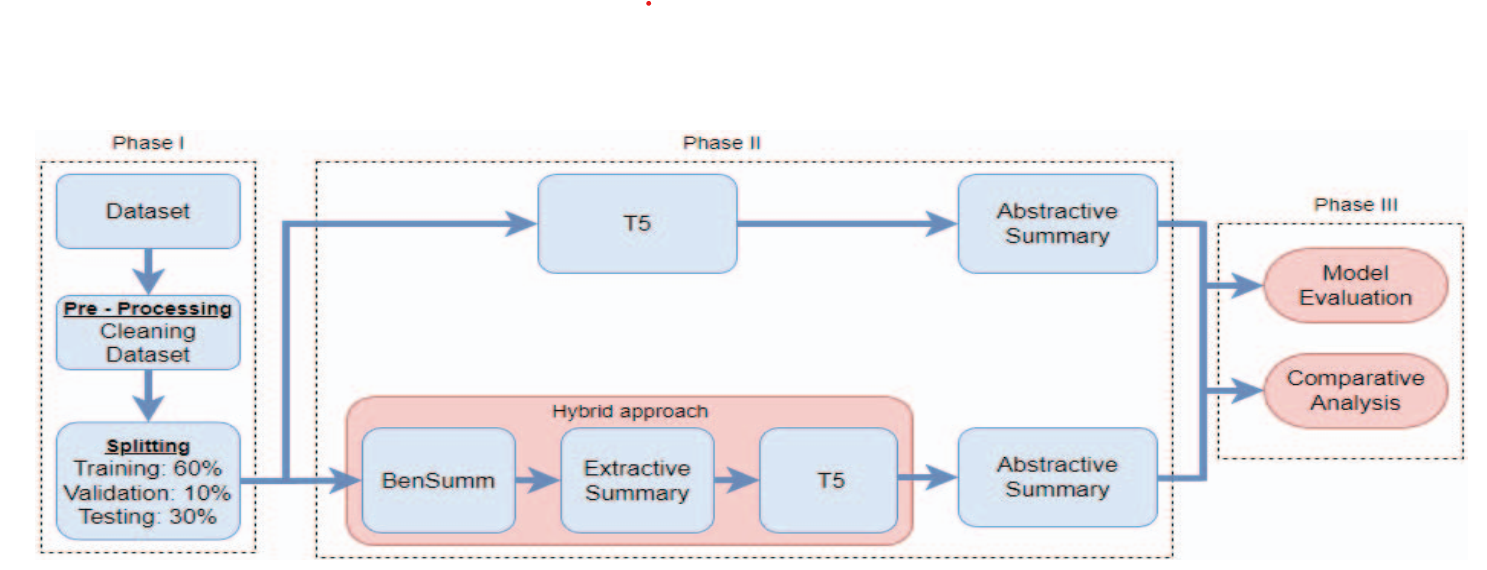 Phase I
Dataset
Pre - Processing
Cleaning
Dataset
Splitting
Training: 60%
Validation: 10%
Testing: 30%
Phase II
T5
Abstractive
Summary
Hybrid approach
BenSumm
Extractive
Summary
T5
Abstractive
Summary
Phase III
Model
Evaluation
Comparative
Analysis